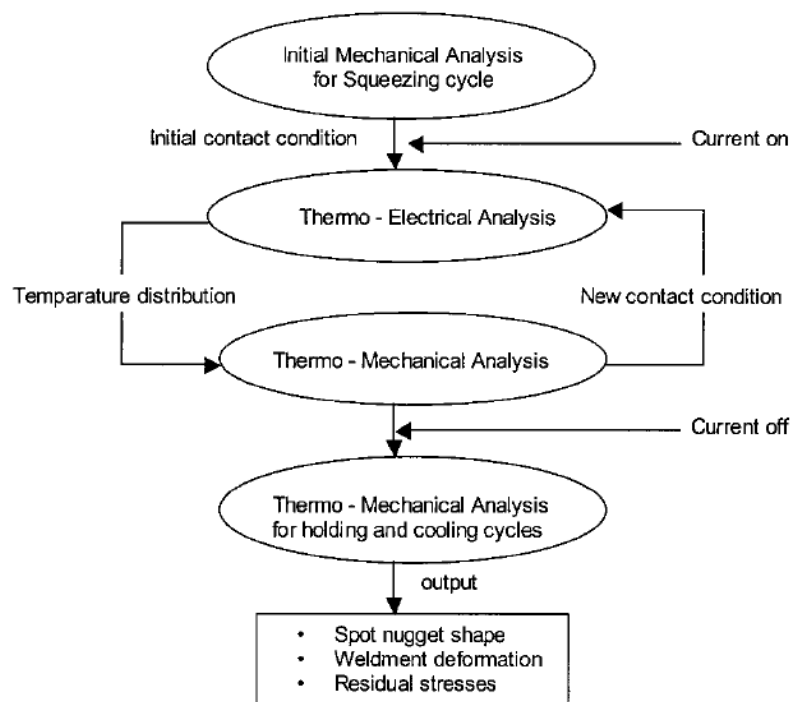 Initial Mechanical Analysis
for Squeezing cycle
Initial contact condition
Current on
Thermo - Electrical Analysis
Temparature distribution
New contact condition
Thermo - Mechanical Analysis
Current off
Thermo - Mechanical Analysis
for holding and cooling cycles
output
• Spot nugget shape
• Weldment deformation
• Residual stresses